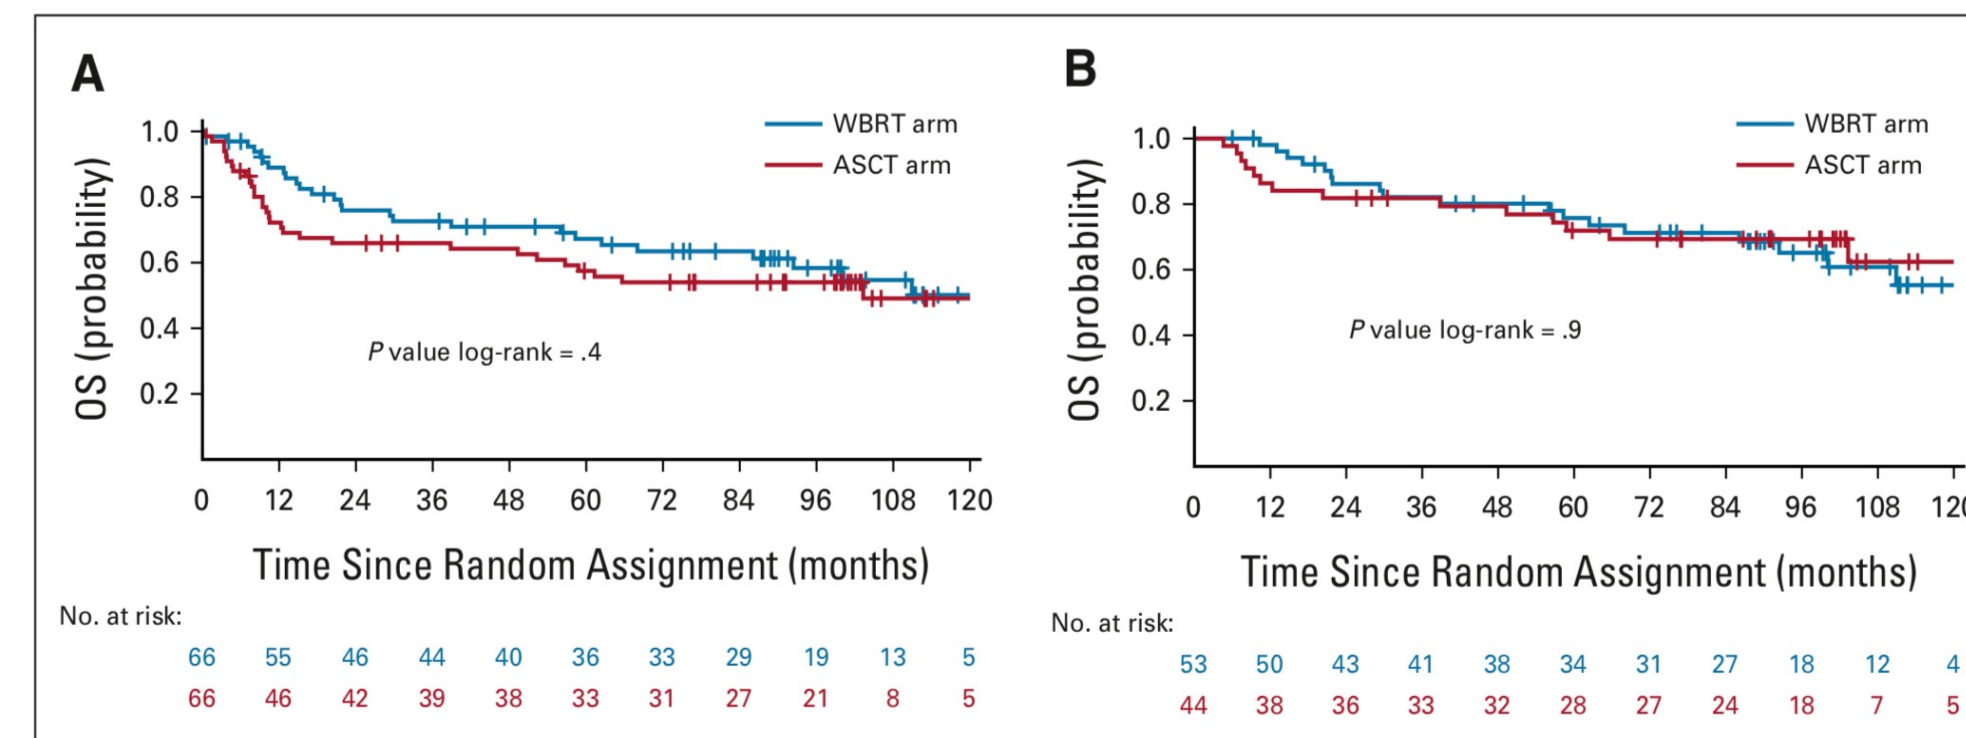 A
WBRT arm
ASCT arm
1.0
0.8
0.6
0.4
0.2
OS (probability)
P value log-rank = .4
0 12 24 36 48 60 72 84 96 108 120
Time Since Random Assignment (months)
No. at risk:
66 55 46 44 40 36 33 29 19 13 5
66 46 42 39 38 33 31 27 21 8 5
B
WBRT arm
ASCT arm
1.0
0.8
0.6
0.4
0.2
OS (probability)
P value log-rank = .9
0 12 24 36 48 60 72 84 96 108 120
Time Since Random Assignment (months)
No. at risk:
53 50 43 41 38 34 31 27 18 12 4
44 38 36 33 32 28 27 24 18 7 5